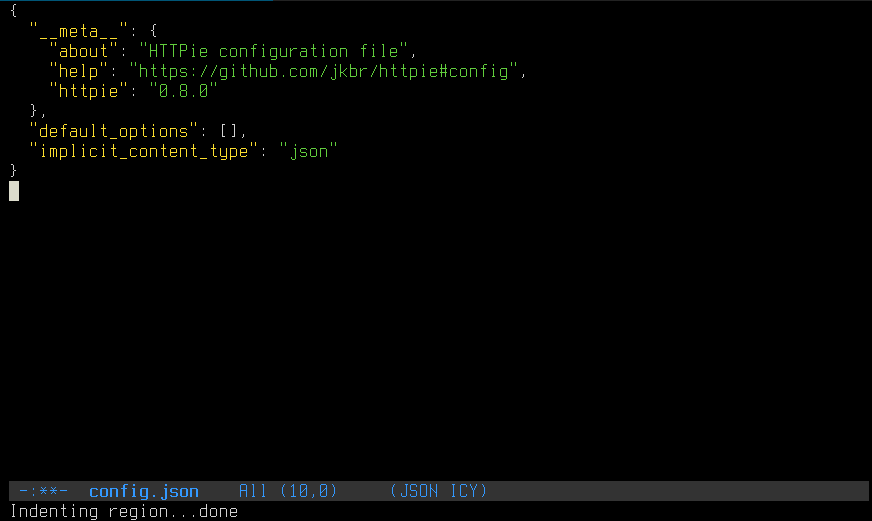 {
  "__meta__": {
    "about": "HTTPie configuration file",
    "help": "https://github.com/jkbr/httpie#config",
    "httpie": "0.8.0"
  },
  "default_options": [],
  "implicit_content_type": "json"
}
-:**-  config.json    All (10,0)     (JSON ICY)
Indenting region...done